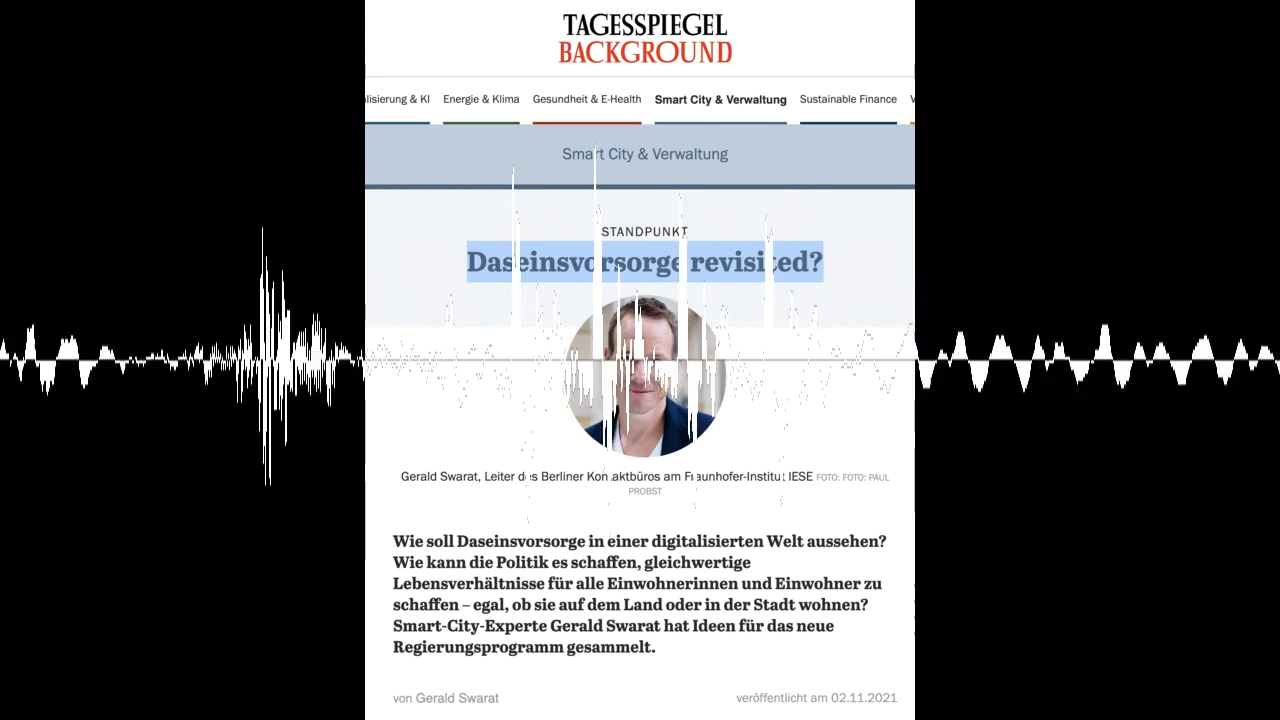 TAGESSPIEGEL
BACKGROUND
lisierung & KI Energie & Klima Gesundheit & E-Health Smart City & Verwaltung Sustainable Finance
Smart City & Verwaltung
STANDPUNKT
Daseinsvorsorge revisited?
Gerald Swarat, Leiter des Berliner Kontaktbüros am Fraunhofer-Institut IESE FOTO: FOTO: PAUL
PROBST
Wie soll Daseinsvorsorge in einer digitalisierten Welt aussehen?
Wie kann die Politik es schaffen, gleichwertige
Lebensverhältnisse für alle Einwohnerinnen und Einwohner zu
schaffen – egal, ob sie auf dem Land oder in der Stadt wohnen?
Smart-City-Experte Gerald Swarat hat Ideen für das neue
Regierungsprogramm gesammelt.
von Gerald Swarat veröffentlicht am 02.11.2021